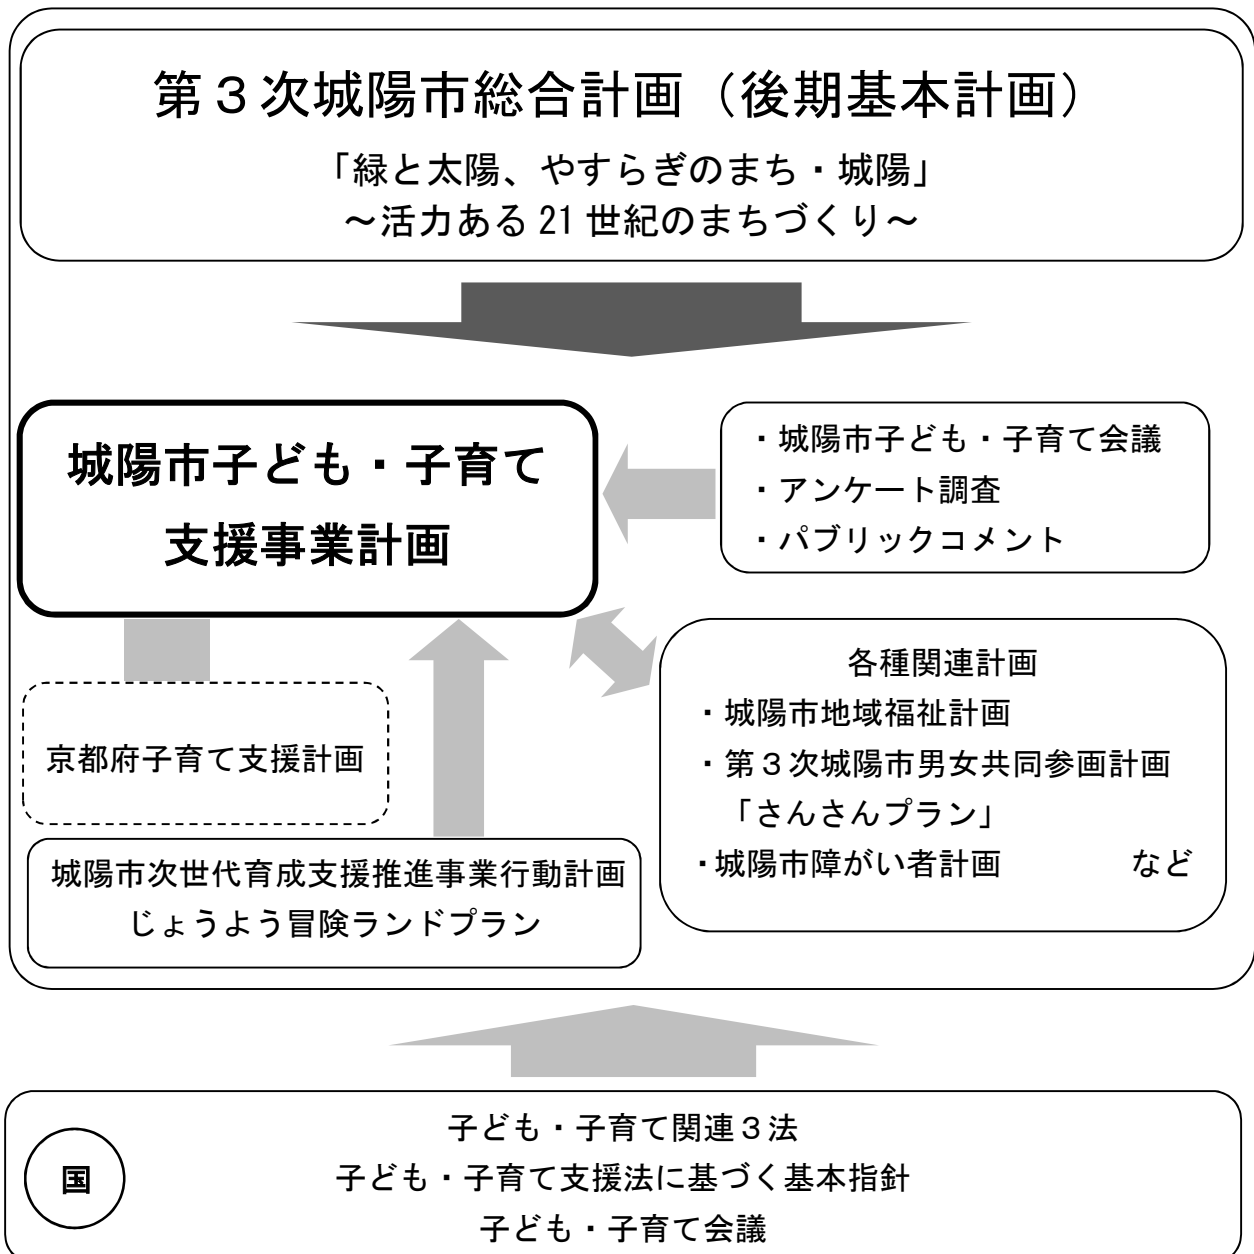 第３次城陽市総合計画（後期基本計画）
「緑と太陽、やすらぎのまち・城陽」
～活力ある21世紀のまちづくり～
城陽市子ども・子育て
支援事業計画
・城陽市子ども・子育て会議
・アンケート調査
・パブリックコメント
各種関連計画
・城陽市地域福祉計画
・第３次城陽市男女共同参画計画
「さんさんプラン」
・城陽市障がい者計画　　　　など
京都府子育て支援計画
城陽市次世代育成支援推進事業行動計画
じょうよう冒険ランドプラン
国
子ども・子育て関連３法
子ども・子育て支援法に基づく基本指針
子ども・子育て会議